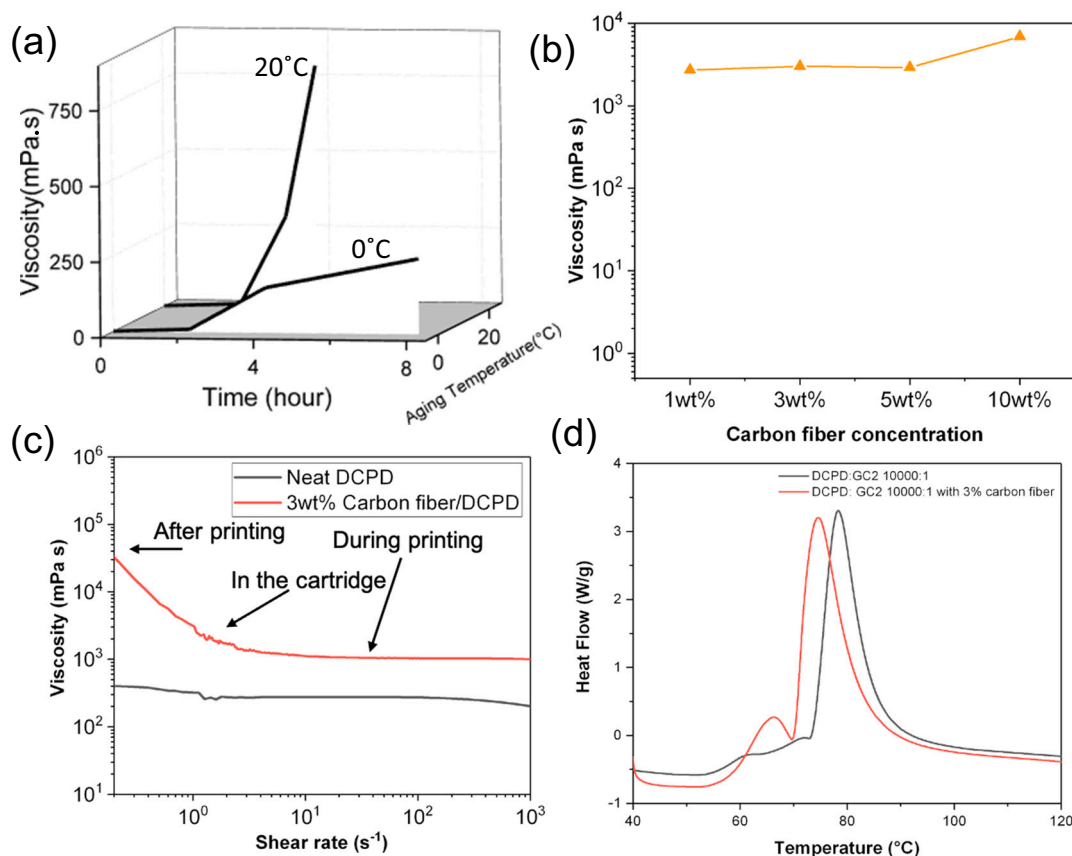 (a)
20˚C
0˚C
750
500
250
0
Viscosity(mPa.s)
0
4
8
Time (hour)
0
20
Aging Temperature(°C)
(b)
10⁴
10³
10²
10¹
10⁰
Viscosity (mPa s)
1wt%
3wt%
5wt%
10wt%
Carbon fiber concentration
(c)
10⁶
10⁵
10⁴
10³
10²
10¹
Viscosity (mPa s)
Neat DCPD
3wt% Carbon fiber/DCPD
After printing
During printing
In the cartridge
10⁰
10¹
10²
10³
Shear rate (s⁻¹)
(d)
4
3
2
1
0
-1
Heat Flow (W/g)
DCPD:GC2 10000:1
DCPD: GC2 10000:1 with 3% carbon fiber
40
60
80
100
120
Temperature (°C)